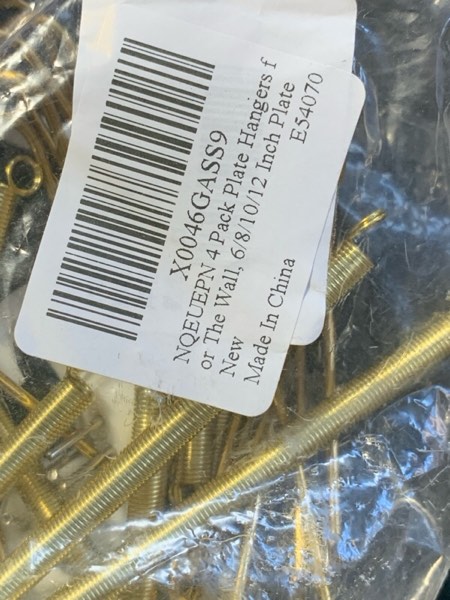 X0046GASS9
NQEUEPN 4 Pack Plate Hangers f
or The Wall, 6/8/10/12 Inch Plate
New
E54070
Made In China